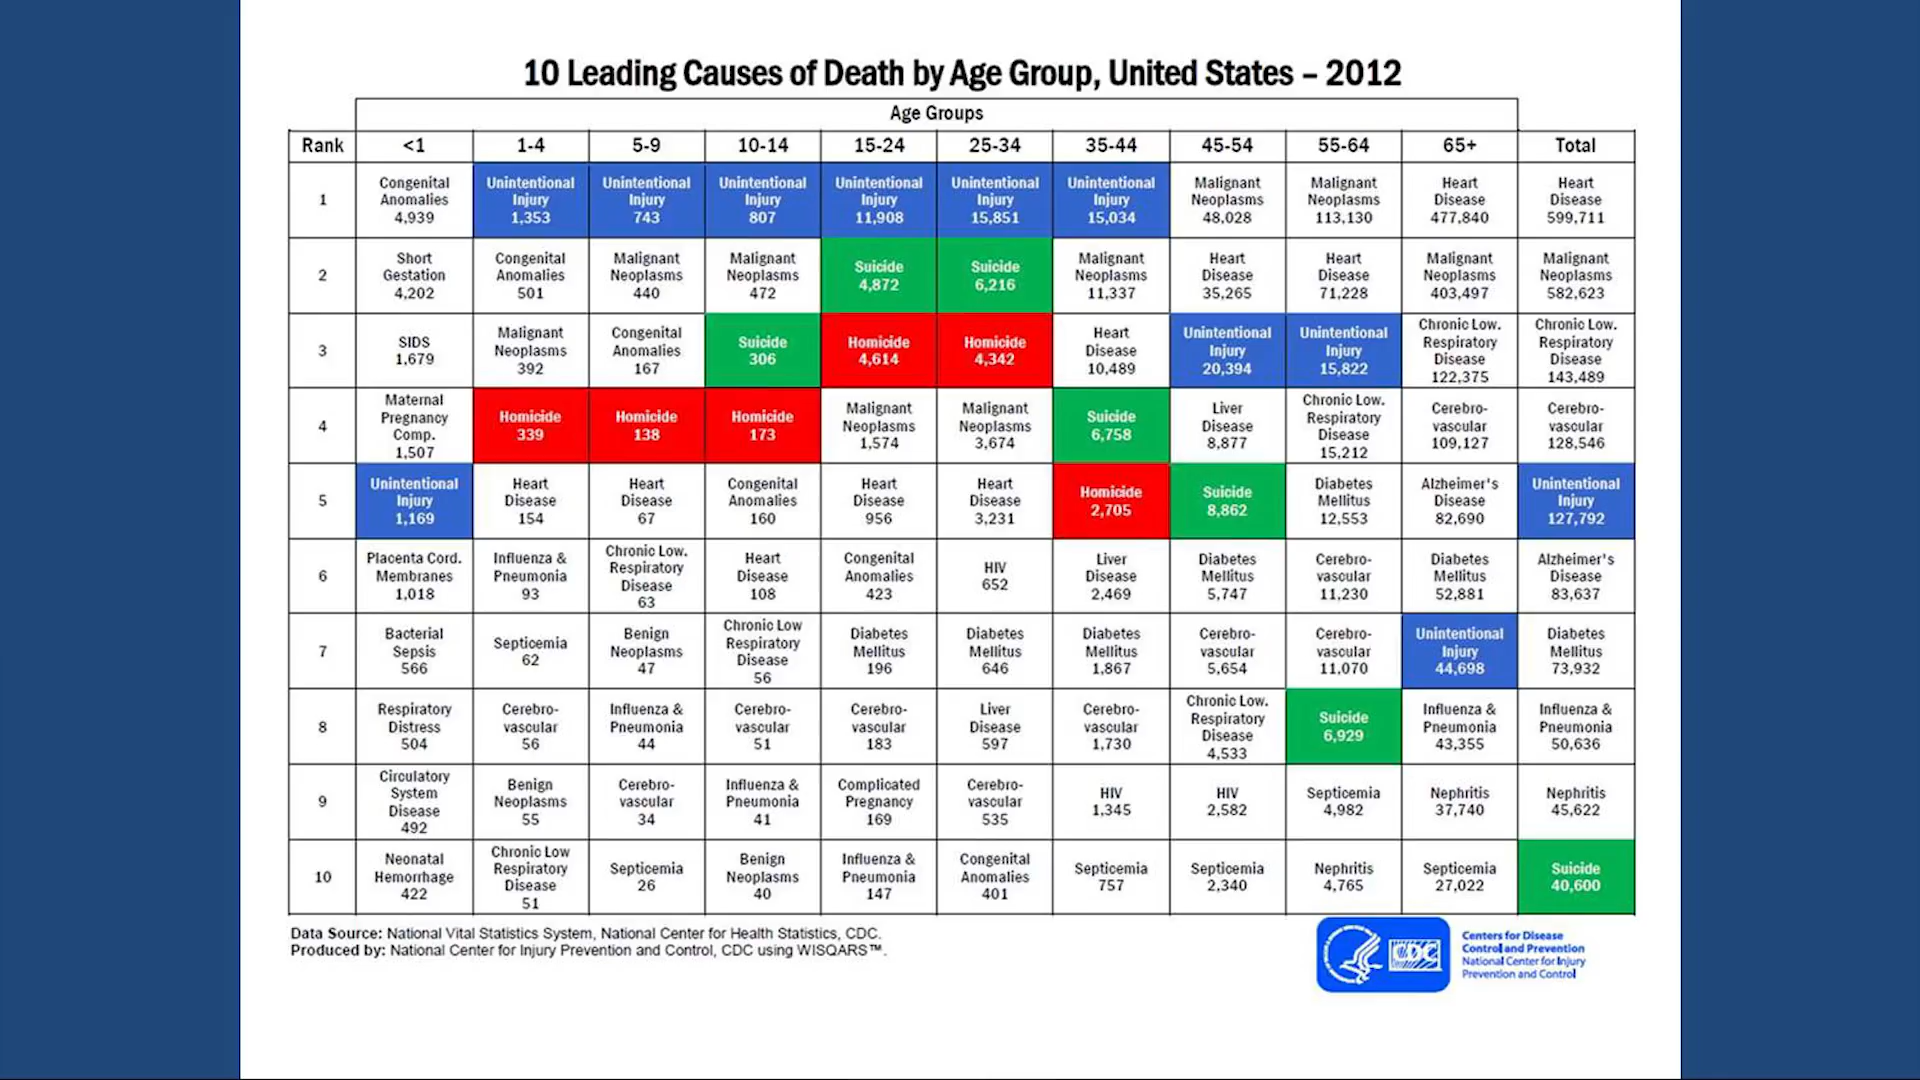 10 Leading Causes of Death by Age Group, United States – 2012
Age Groups
Rank <1 1-4 5-9 10-14 15-24 25-34 35-44 45-54 55-64 65+ Total
1 Congenital Anomalies 4,939 Unintentional Injury 1,353 Unintentional Injury 743 Unintentional Injury 807 Unintentional Injury 11,908 Unintentional Injury 15,851 Unintentional Injury 15,034 Malignant Neoplasms 48,028 Malignant Neoplasms 113,130 Heart Disease 477,840 Heart Disease 599,711
2 Short Gestation 4,202 Congenital Anomalies 501 Malignant Neoplasms 440 Malignant Neoplasms 472 Suicide 4,872 Suicide 6,216 Malignant Neoplasms 11,337 Heart Disease 35,265 Heart Disease 71,228 Malignant Neoplasms 403,497 Malignant Neoplasms 582,623
3 SIDS 1,679 Malignant Neoplasms 392 Congenital Anomalies 167 Suicide 306 Homicide 4,614 Homicide 4,342 Heart Disease 10,489 Unintentional Injury 20,394 Unintentional Injury 15,822 Chronic Low. Respiratory Disease 122,375 Chronic Low. Respiratory Disease 143,489
4 Maternal Pregnancy Comp. 1,507 Homicide 339 Homicide 138 Homicide 173 Malignant Neoplasms 1,574 Malignant Neoplasms 3,674 Suicide 6,758 Liver Disease 8,877 Chronic Low. Respiratory Disease 15,212 Cerebro-vascular 109,127 Cerebro-vascular 128,546
5 Unintentional Injury 1,169 Heart Disease 154 Heart Disease 67 Congenital Anomalies 160 Heart Disease 956 Heart Disease 3,231 Homicide 2,705 Suicide 8,862 Diabetes Mellitus 12,553 Alzheimer's Disease 82,690 Unintentional Injury 127,792
6 Placenta Cord. Membranes 1,018 Influenza & Pneumonia 93 Chronic Low. Respiratory Disease 63 Heart Disease 108 Congenital Anomalies 423 HIV 652 Liver Disease 2,469 Diabetes Mellitus 5,747 Cerebro-vascular 11,230 Diabetes Mellitus 52,881 Alzheimer's Disease 83,637
7 Bacterial Sepsis 566 Septicemia 62 Benign Neoplasms 47 Chronic Low Respiratory Disease 56 Diabetes Mellitus 196 Diabetes Mellitus 646 Diabetes Mellitus 1,867 Cerebro-vascular 5,654 Cerebro-vascular 11,070 Unintentional Injury 44,698 Diabetes Mellitus 73,932
8 Respiratory Distress 504 Cerebro-vascular 56 Influenza & Pneumonia 44 Cerebro-vascular 51 Cerebro-vascular 183 Liver Disease 597 Cerebro-vascular 1,730 Chronic Low. Respiratory Disease 4,533 Suicide 6,929 Influenza & Pneumonia 43,355 Influenza & Pneumonia 50,636
9 Circulatory System Disease 492 Benign Neoplasms 55 Cerebro-vascular 34 Influenza & Pneumonia 41 Complicated Pregnancy 169 Cerebro-vascular 535 HIV 1,345 HIV 2,582 Septicemia 4,982 Nephritis 37,740 Nephritis 45,622
10 Neonatal Hemorrhage 422 Chronic Low Respiratory Disease 51 Septicemia 26 Benign Neoplasms 40 Influenza & Pneumonia 147 Congenital Anomalies 401 Septicemia 757 Septicemia 2,340 Nephritis 4,765 Septicemia 27,022 Suicide 40,600
Data Source: National Vital Statistics System, National Center for Health Statistics, CDC.
Produced by: National Center for Injury Prevention and Control, CDC using WISQARS™.
CDC
Centers for Disease
Control and Prevention
National Center for Injury
Prevention and Control